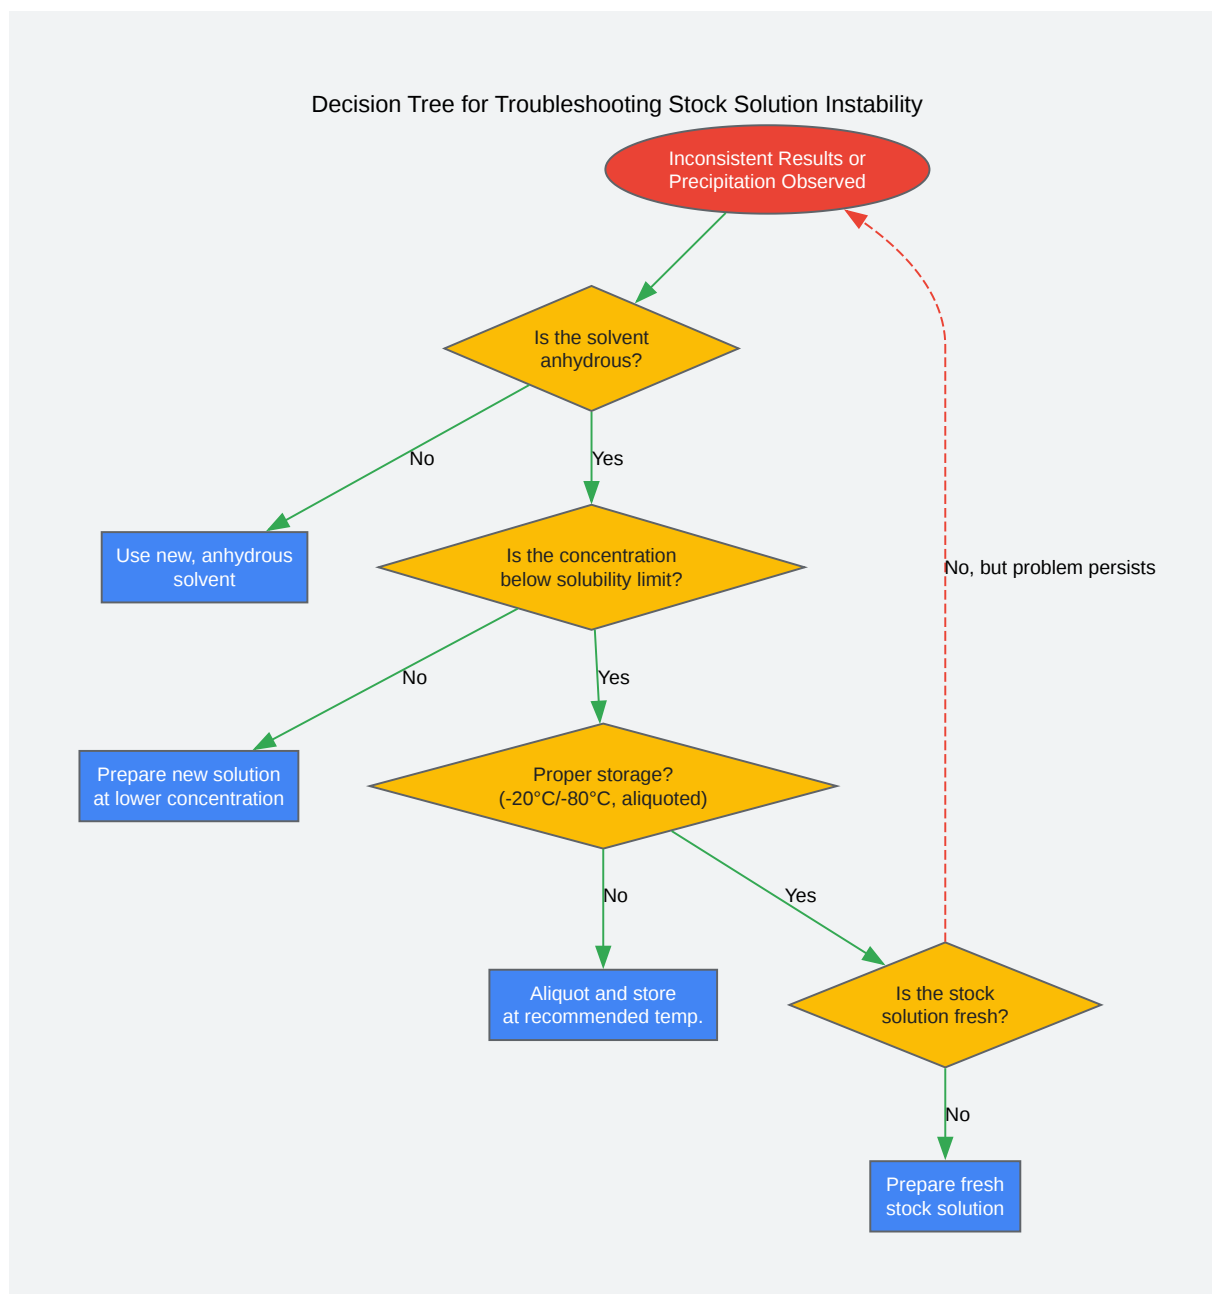 Decision Tree for Troubleshooting Stock Solution Instability
Inconsistent Results or
Precipitation Observed
Is the solvent
anhydrous?
No
Yes
Use new, anhydrous
solvent
Is the concentration
below solubility limit?
No, but problem persists
No
Yes
Prepare new solution
at lower concentration
Proper storage?
(-20°C/-80°C, aliquoted)
No
Yes
Aliquot and store
at recommended temp.
Is the stock
solution fresh?
No
Prepare fresh
stock solution